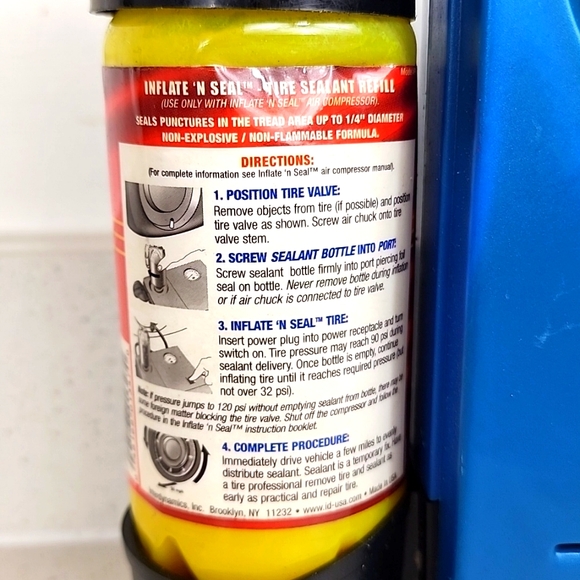 INFLATE 'N SEAL™ - TIRE SEALANT REFILL
(USE ONLY WITH INFLATE 'N SEAL™ AIR COMPRESSOR).
SEALS PUNCTURES IN THE TREAD AREA UP TO 1/4" DIAMETER
NON-EXPLOSIVE / NON-FLAMMABLE FORMULA.
DIRECTIONS:
(For complete information see Inflate 'n Seal™ air compressor manual).
1. POSITION TIRE VALVE:
Remove objects from tire (if possible) and position
tire valve as shown. Screw air chuck onto tire
valve stem.
2. SCREW SEALANT BOTTLE INTO PORT:
Screw sealant bottle firmly into port piercing foil
seal on bottle. Never remove bottle during inflation
or if air chuck is connected to tire valve.
3. INFLATE 'N SEAL™ TIRE:
Insert power plug into power receptacle and turn
switch on. Tire pressure may reach 90 psi during
sealant delivery. Once bottle is empty, continue
inflating tire until it reaches required pressure (but
not over 32 psi).
Note: If pressure jumps to 120 psi without emptying sealant from bottle, there may be
some foreign matter blocking the tire valve. Shut off the compressor and follow the
procedure in the Inflate 'n Seal™ instruction booklet.
4. COMPLETE PROCEDURE:
Immediately drive vehicle a few miles to evenly
distribute sealant. Sealant is a temporary fix. Have
a tire professional remove tire and sealant as
early as practical and repair tire.
Interdynamics, Inc. Brooklyn, NY 11232 • www.id-usa.com • Made in USA